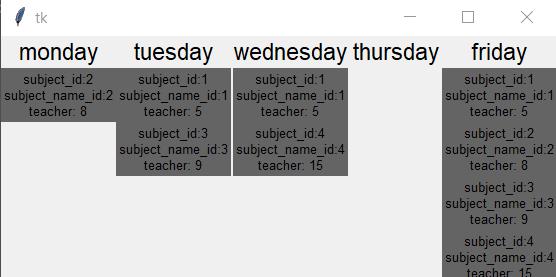 tk
monday tuesday wednesday thursday friday
subject_id:2
subject_name_id:2
teacher: 8
subject_id:1
subject_name_id:1
teacher: 5
subject_id:3
subject_name_id:3
teacher: 9
subject_id:1
subject_name_id:1
teacher: 5
subject_id:4
subject_name_id:4
teacher: 15
subject_id:1
subject_name_id:1
teacher: 5
subject_id:2
subject_name_id:2
teacher: 8
subject_id:3
subject_name_id:3
teacher: 9
subject_id:4
subject_name_id:4
teacher: 15